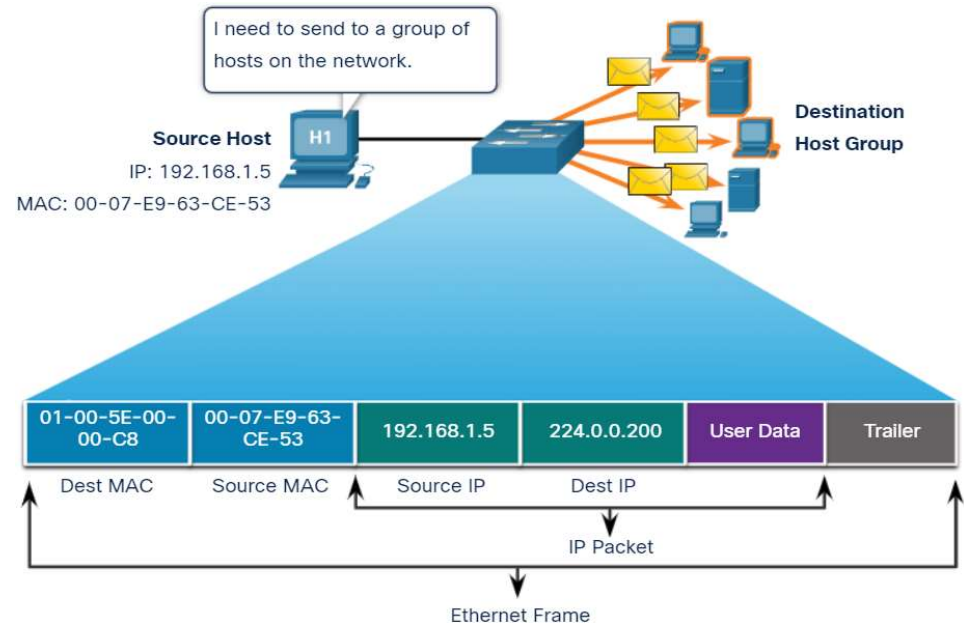 I need to send to a group of
hosts on the network.
H1
Source Host
IP: 192.168.1.5
MAC: 00-07-E9-63-CE-53
Destination
Host Group
01-00-5E-00-
00-C8
00-07-E9-63-
CE-53
192.168.1.5
224.0.0.200
User Data
Trailer
Dest MAC
Source MAC
Source IP
Dest IP
IP Packet
Ethernet Frame